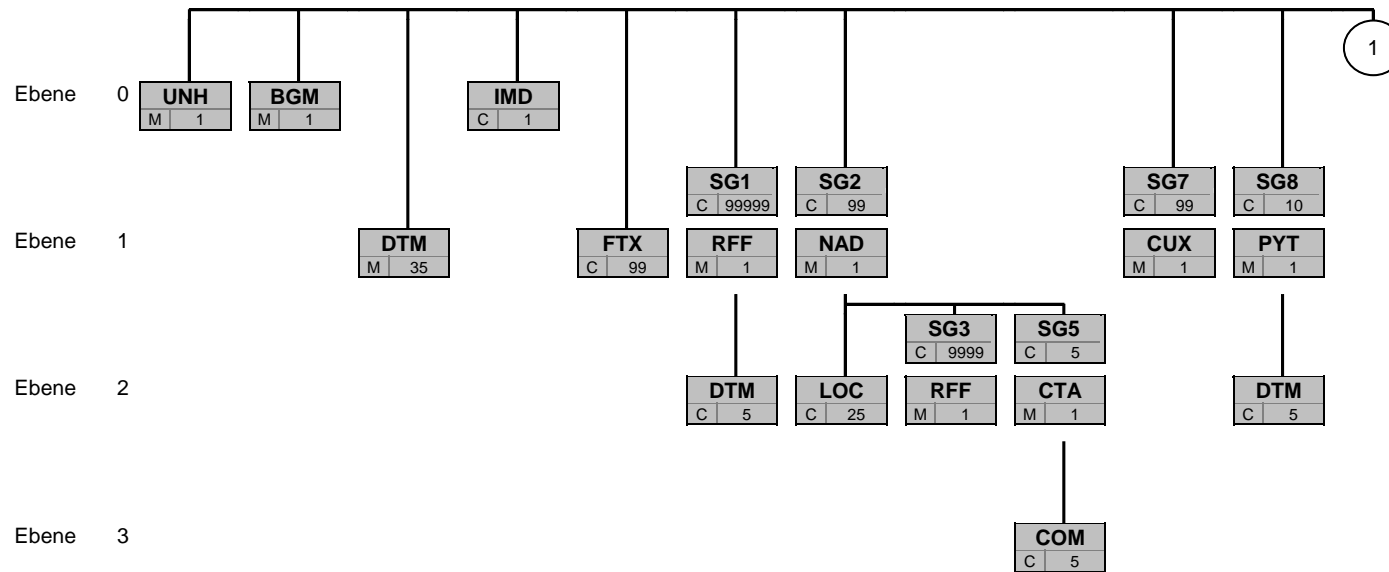 1
Ebene 0 UNH BGM IMD
M 1 M 1 C 1
SG1 SG2 SG7 SG8
C 99999 C 99 C 99 C 10
Ebene 1 DTM FTX RFF NAD CUX PYT
M 35 C 99 M 1 M 1 M 1 M 1
SG3 SG5
C 9999 C 5
Ebene 2 DTM LOC RFF CTA DTM
C 5 C 25 M 1 M 1 C 5
Ebene 3 COM
C 5